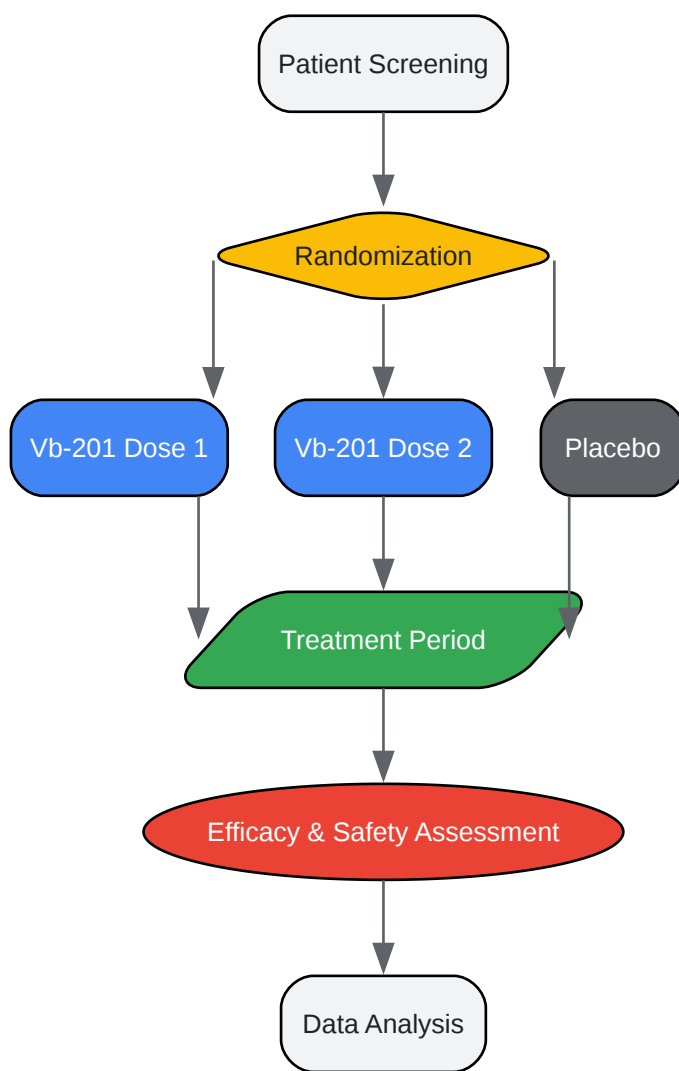 Patient Screening
Randomization
Vb-201 Dose 1
Vb-201 Dose 2
Placebo
Treatment Period
Efficacy & Safety Assessment
Data Analysis